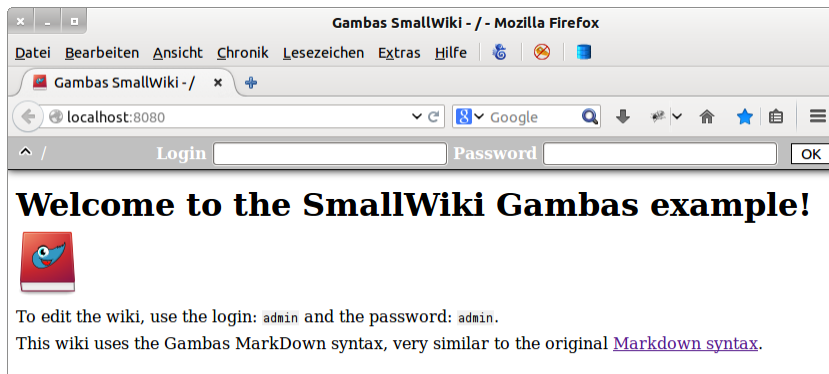 Gambas SmallWiki - / - Mozilla Firefox
Datei Bearbeiten Ansicht Chronik Lesezeichen Extras Hilfe
Gambas SmallWiki - /
localhost:8080 Google
/ Login Password OK
Welcome to the SmallWiki Gambas example!
To edit the wiki, use the login: admin and the password: admin.
This wiki uses the Gambas MarkDown syntax, very similar to the original Markdown syntax.